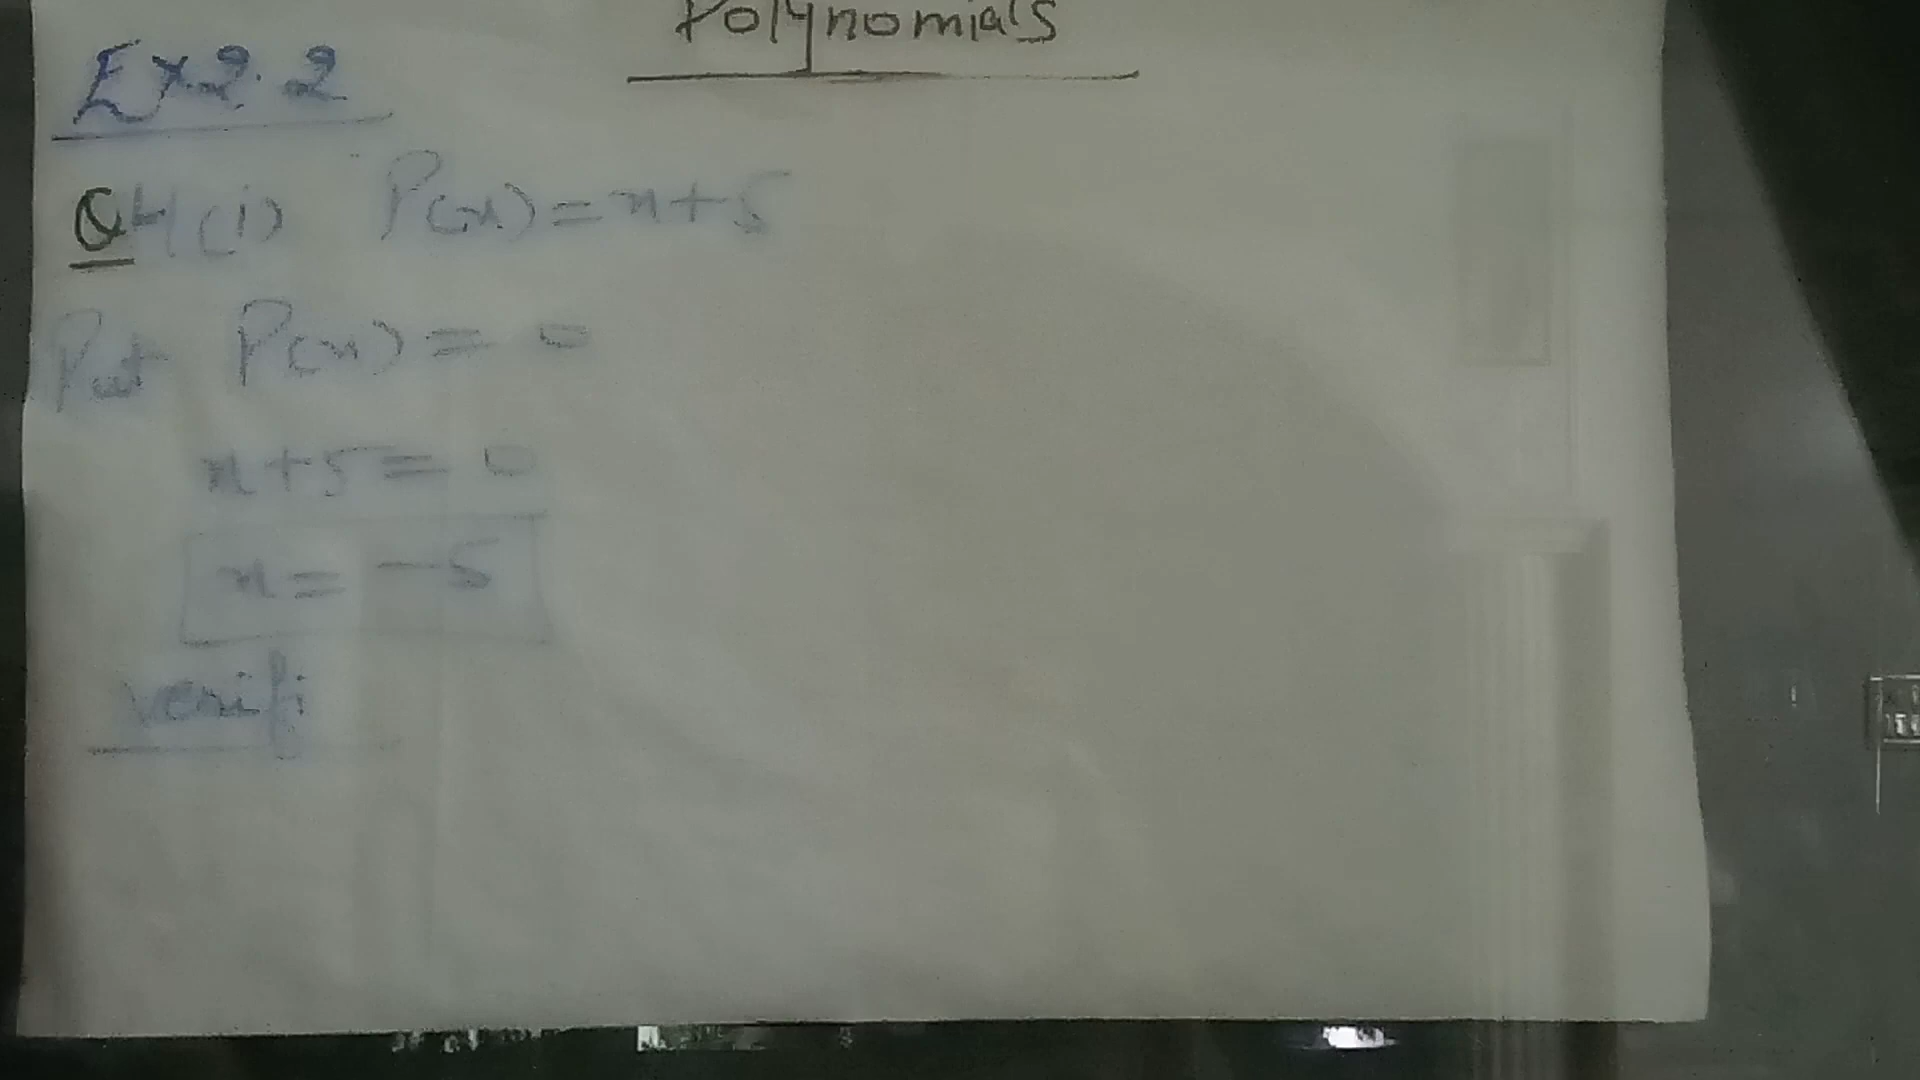 Polynomials
Ex 2.2
Q4 (i) P(x) = x + 5
Put P(x) = 0
x + 5 = 0
x = -5
verifi